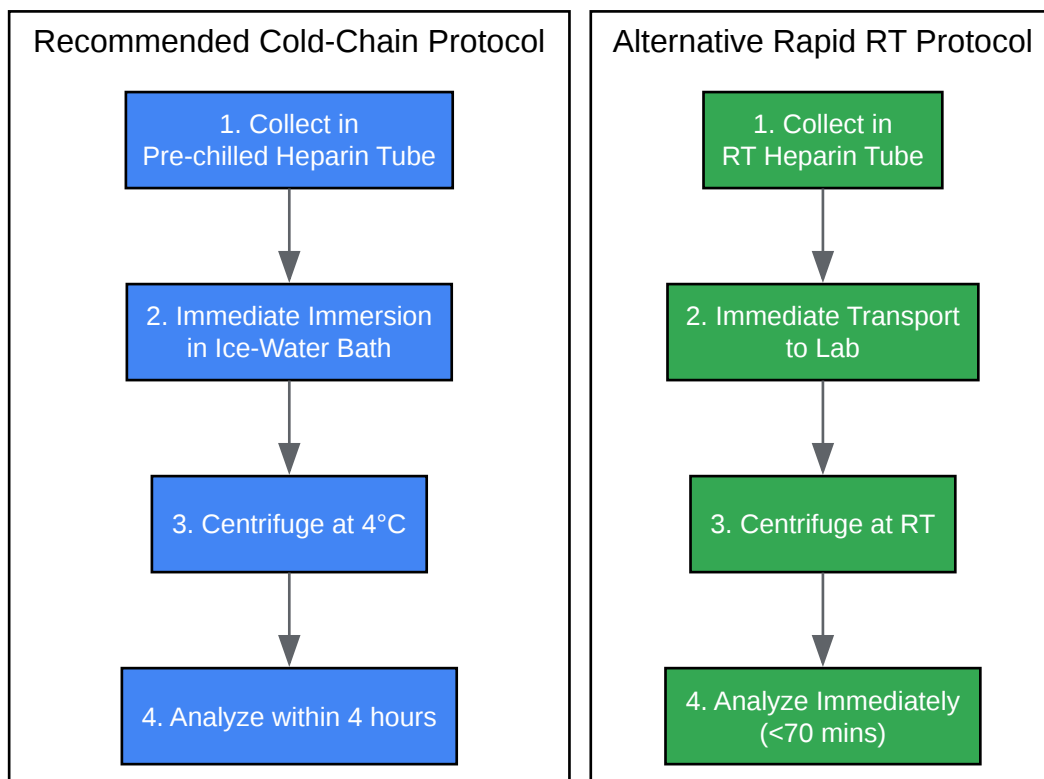 Recommended Cold-Chain Protocol
1. Collect in
Pre-chilled Heparin Tube
2. Immediate Immersion
in Ice-Water Bath
3. Centrifuge at 4°C
4. Analyze within 4 hours
Alternative Rapid RT Protocol
1. Collect in
RT Heparin Tube
2. Immediate Transport
to Lab
3. Centrifuge at RT
4. Analyze Immediately
(<70 mins)